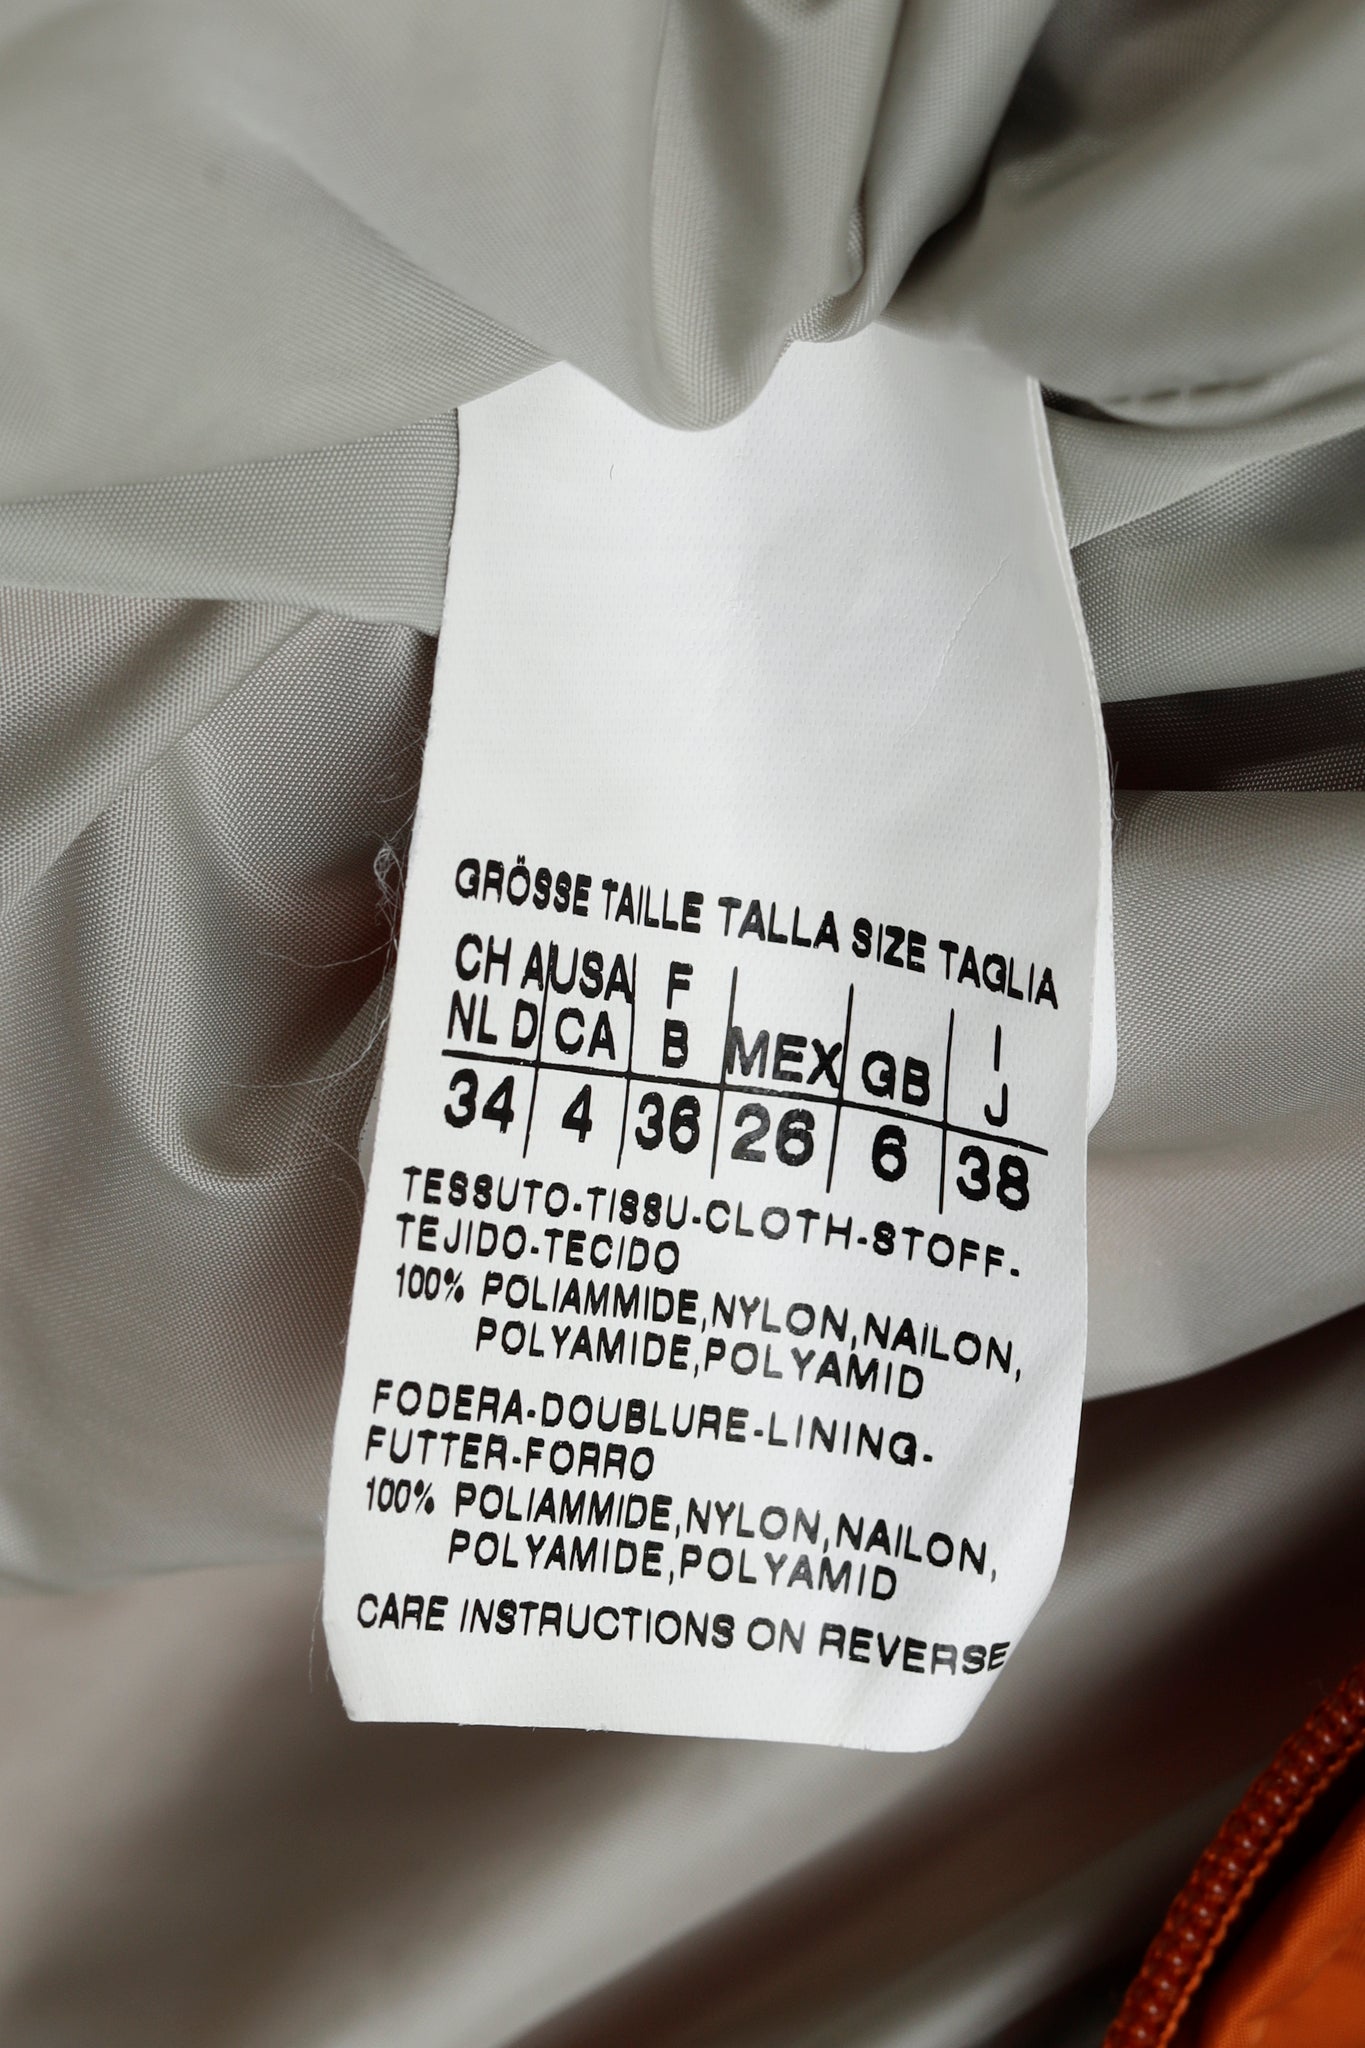 GRÖSSE TAILLE TALLA SIZE TAGLIA
CH A USA F I
NL D CA B MEX GB J
34 4 36 26 6 38
TESSUTO-TISSU-CLOTH-STOFF-
TEJIDO-TECIDO
100% POLIAMMIDE,NYLON,NAILON,
POLYAMIDE,POLYAMID
FODERA-DOUBLURE-LINING-
FUTTER-FORRO
100% POLIAMMIDE,NYLON,NAILON,
POLYAMIDE,POLYAMID
CARE INSTRUCTIONS ON REVERSE